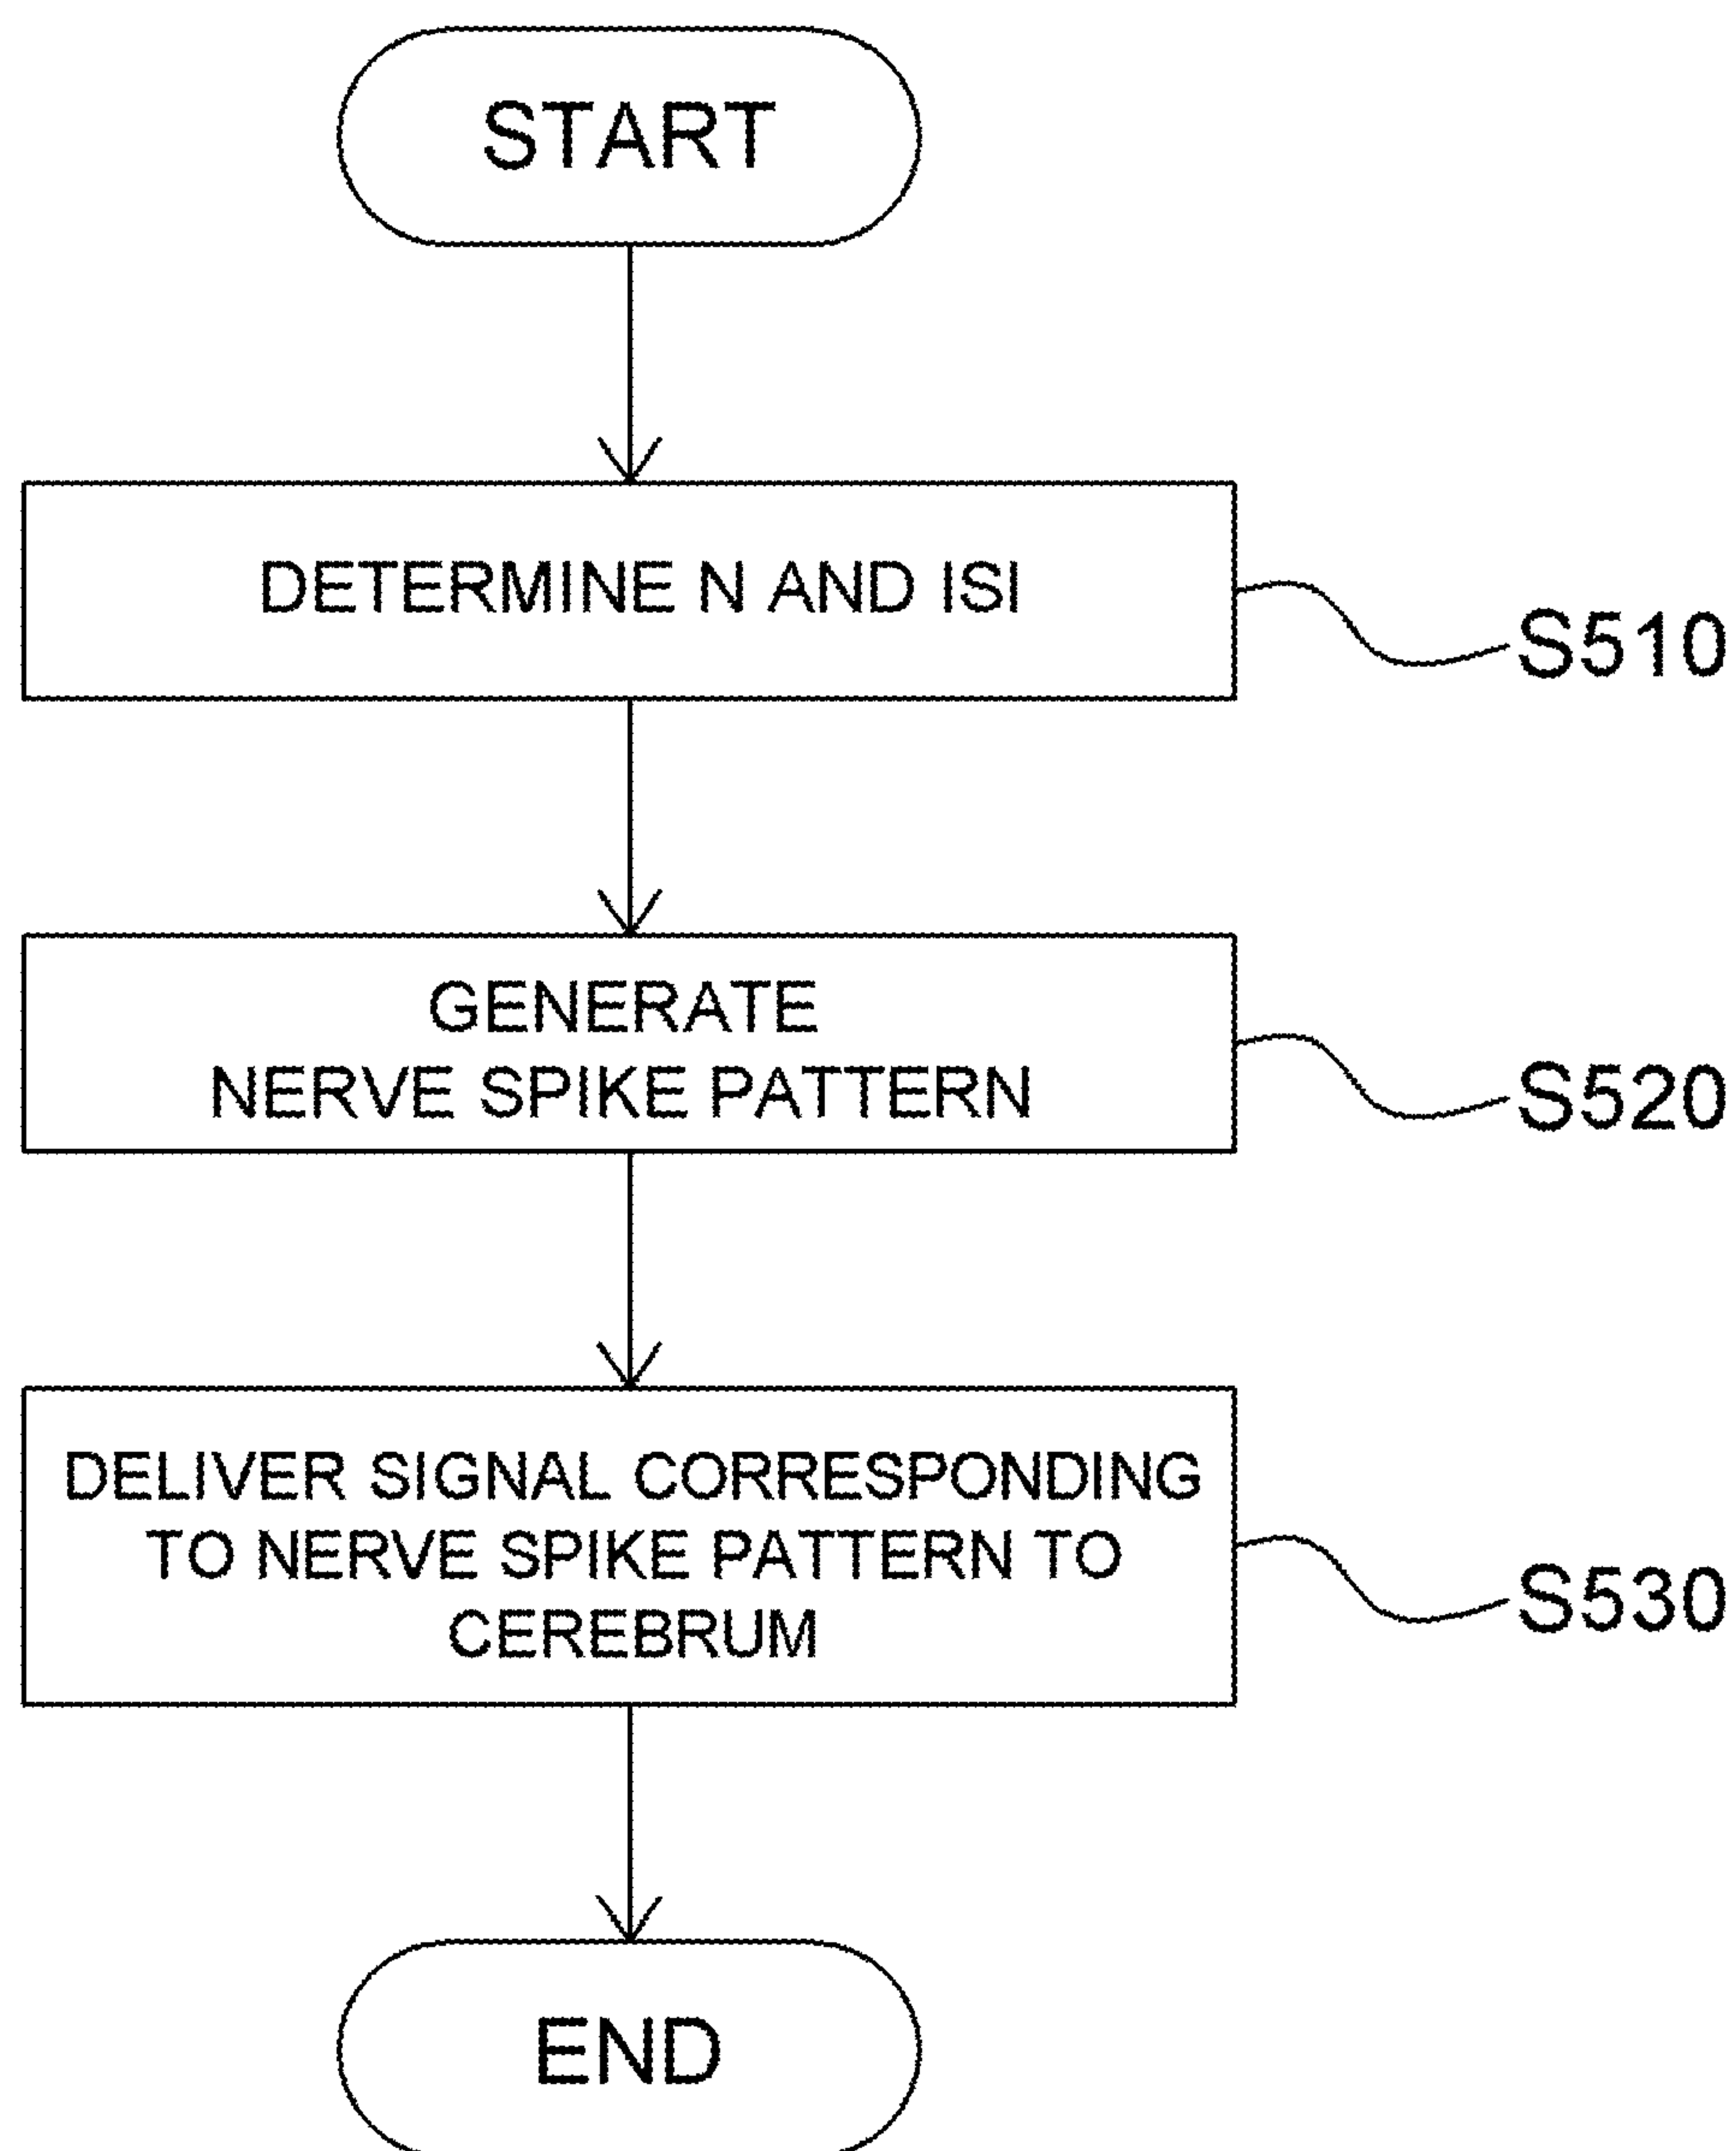 START
DETERMINE N AND ISI
S510
GENERATE
NERVE SPIKE PATTERN
S520
DELIVER SIGNAL CORRESPONDING
TO NERVE SPIKE PATTERN TO
CEREBRUM
S530
END